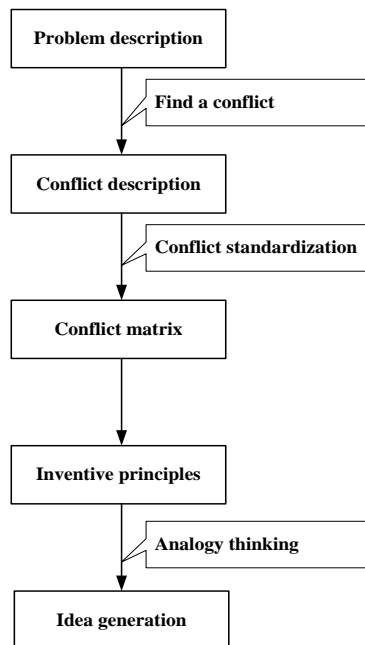 Problem description
Find a conflict
Conflict description
Conflict standardization
Conflict matrix
Inventive principles
Analogy thinking
Idea generation